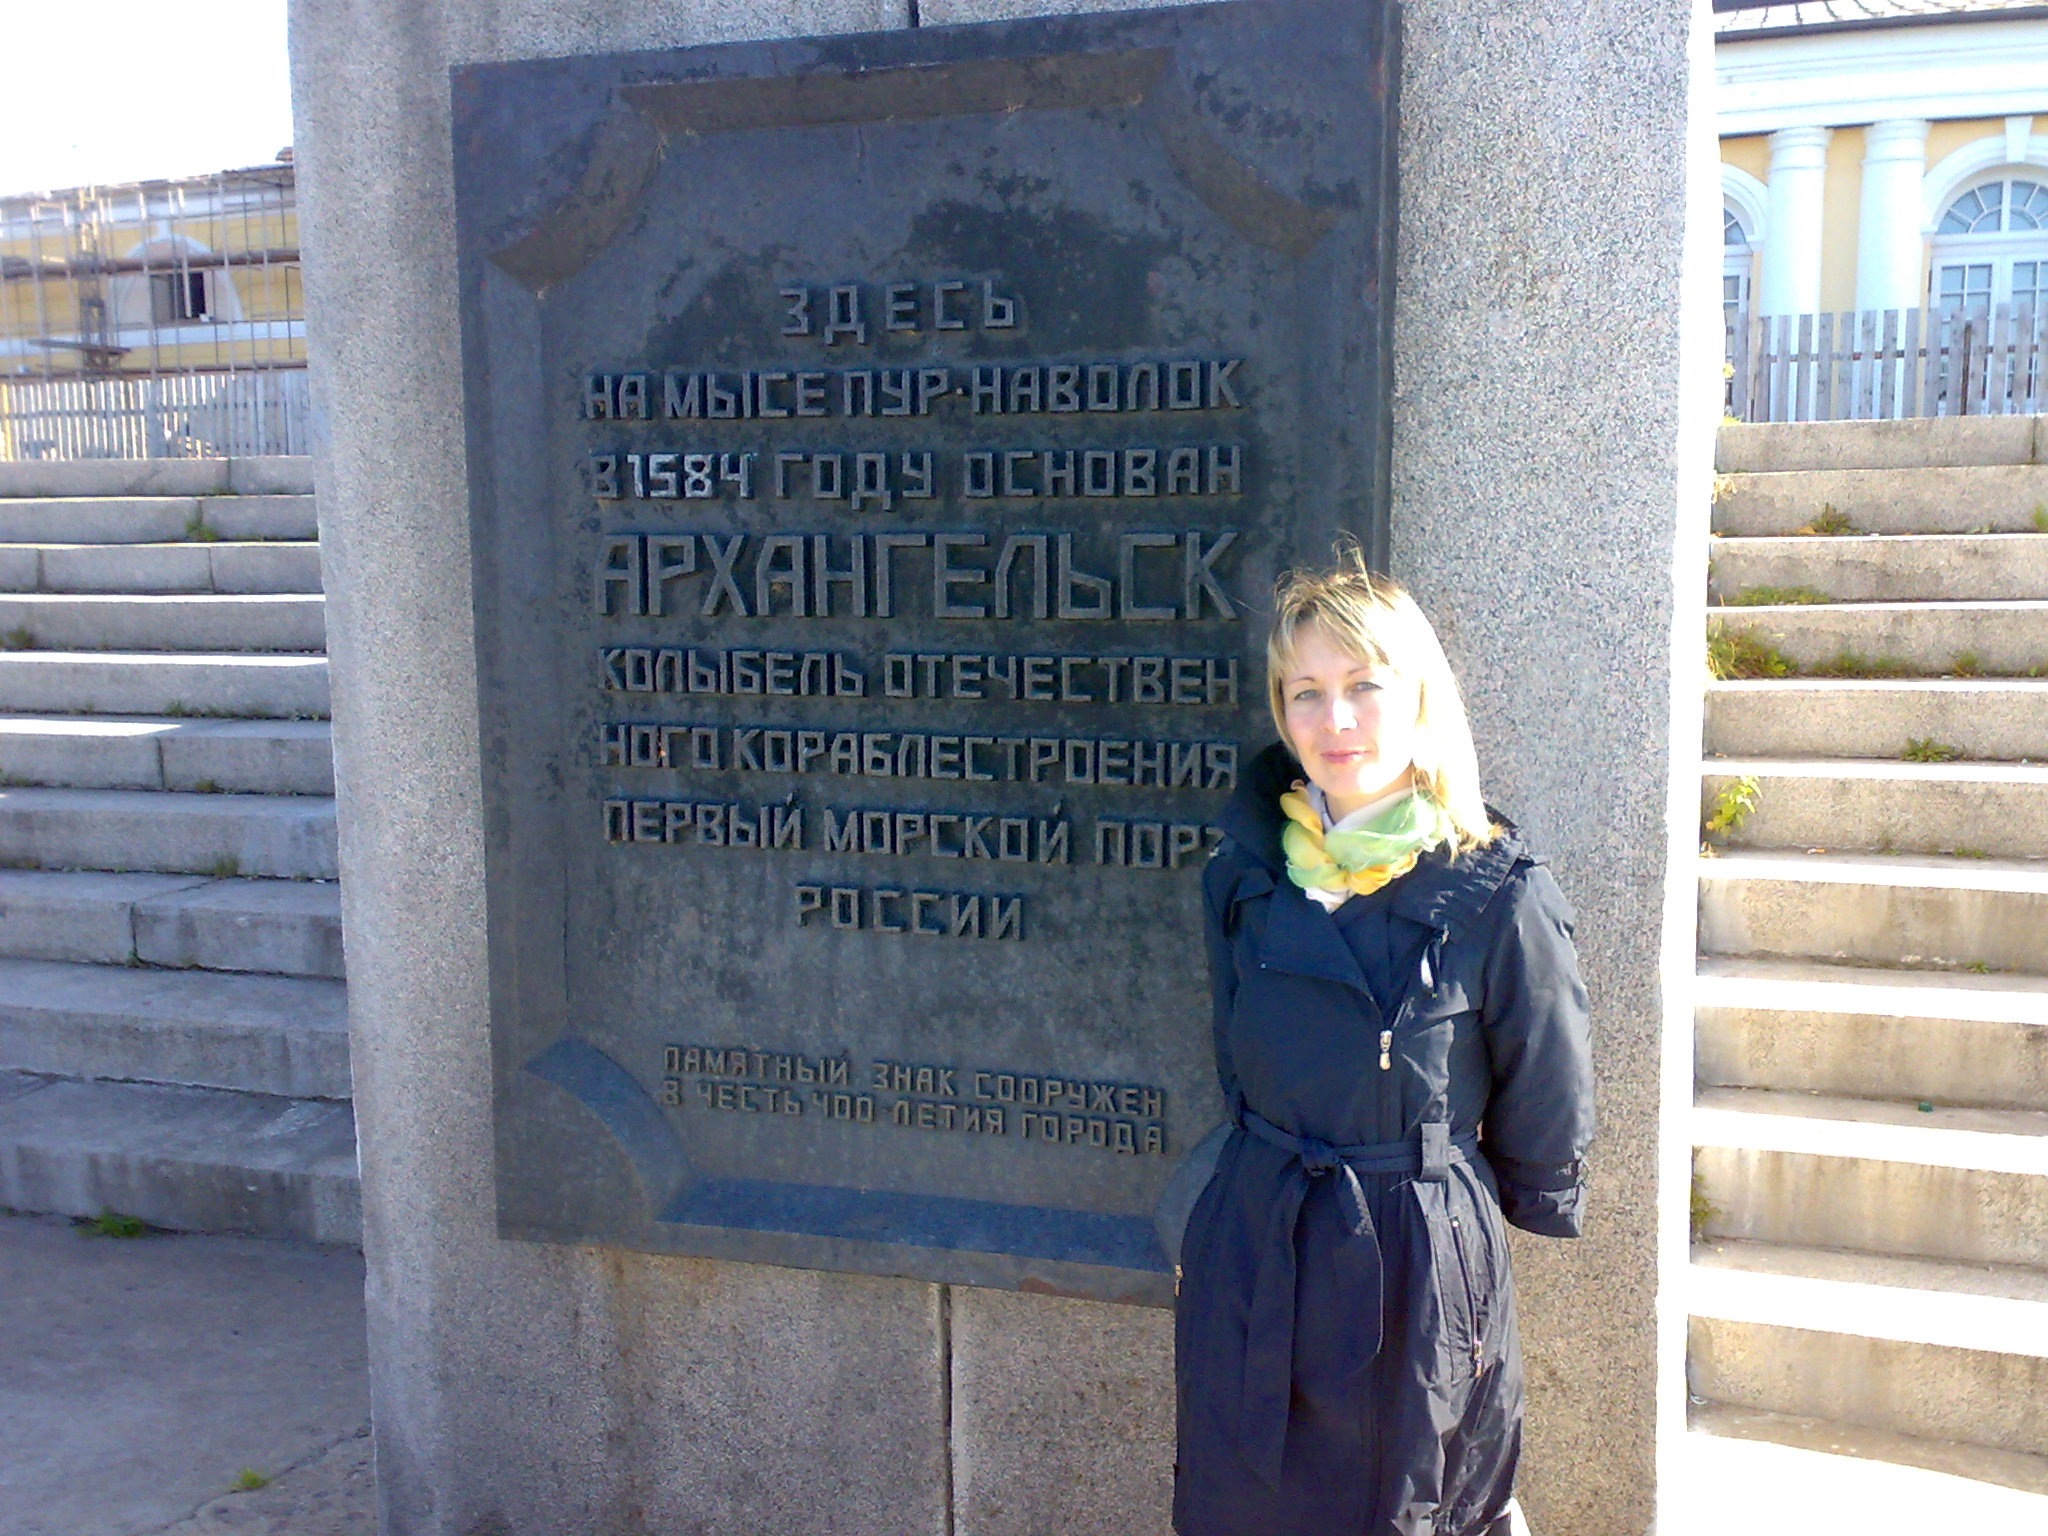 ЗДЕСЬ
НА МЫСЕ ПУР-НАВОЛОК
В 1584 ГОДУ ОСНОВАН
АРХАНГЕЛЬСК
КОЛЫБЕЛЬ ОТЕЧЕСТВЕН
НОГО КОРАБЛЕСТРОЕНИЯ
ПЕРВЫЙ МОРСКОЙ ПОРТ
РОССИИ
ПАМЯТНЫЙ ЗНАК СООРУЖЕН
В ЧЕСТЬ 400-ЛЕТИЯ ГОРОДА